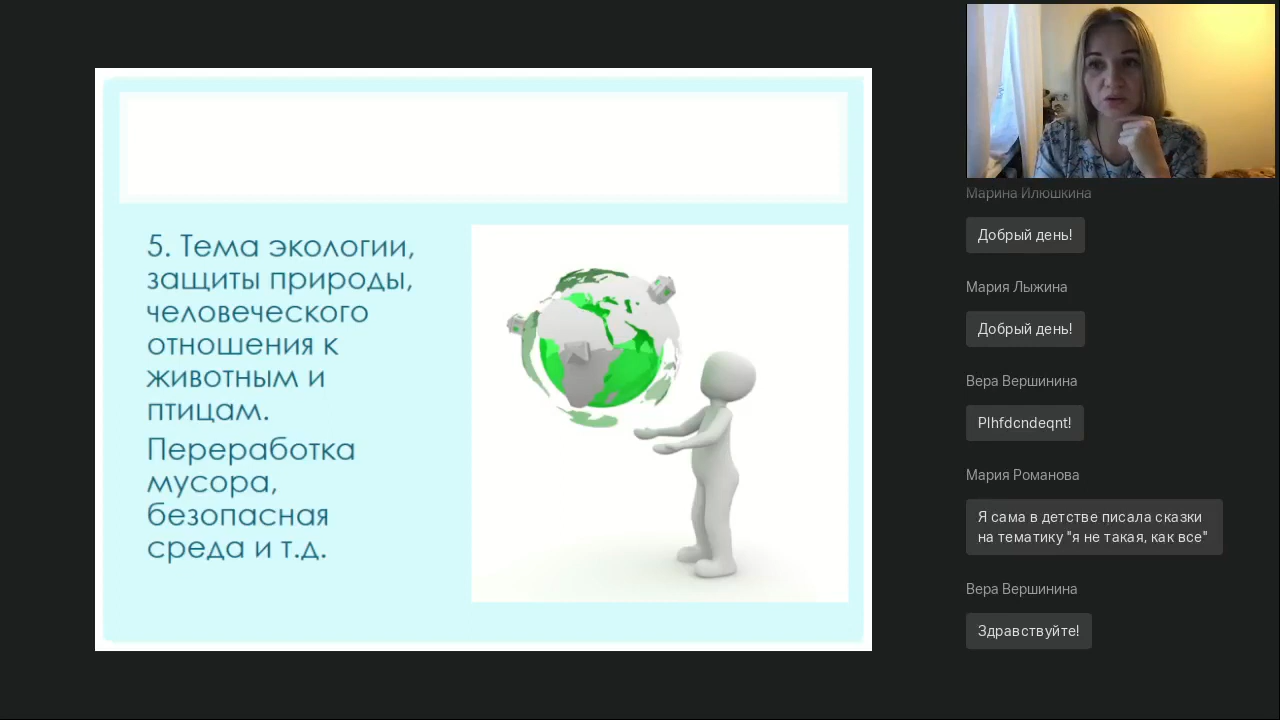 5. Тема экологии,
защиты природы,
человеческого
отношения к
животным и
птицам.
Переработка
мусора,
безопасная
среда и т.д.
Марина Илюшкина
Добрый день!
Мария Лыжина
Добрый день!
Вера Вершинина
Plhfdcndeqnt!
Мария Романова
Я сама в детстве писала сказки
на тематику "я не такая, как все"
Вера Вершинина
Здравствуйте!